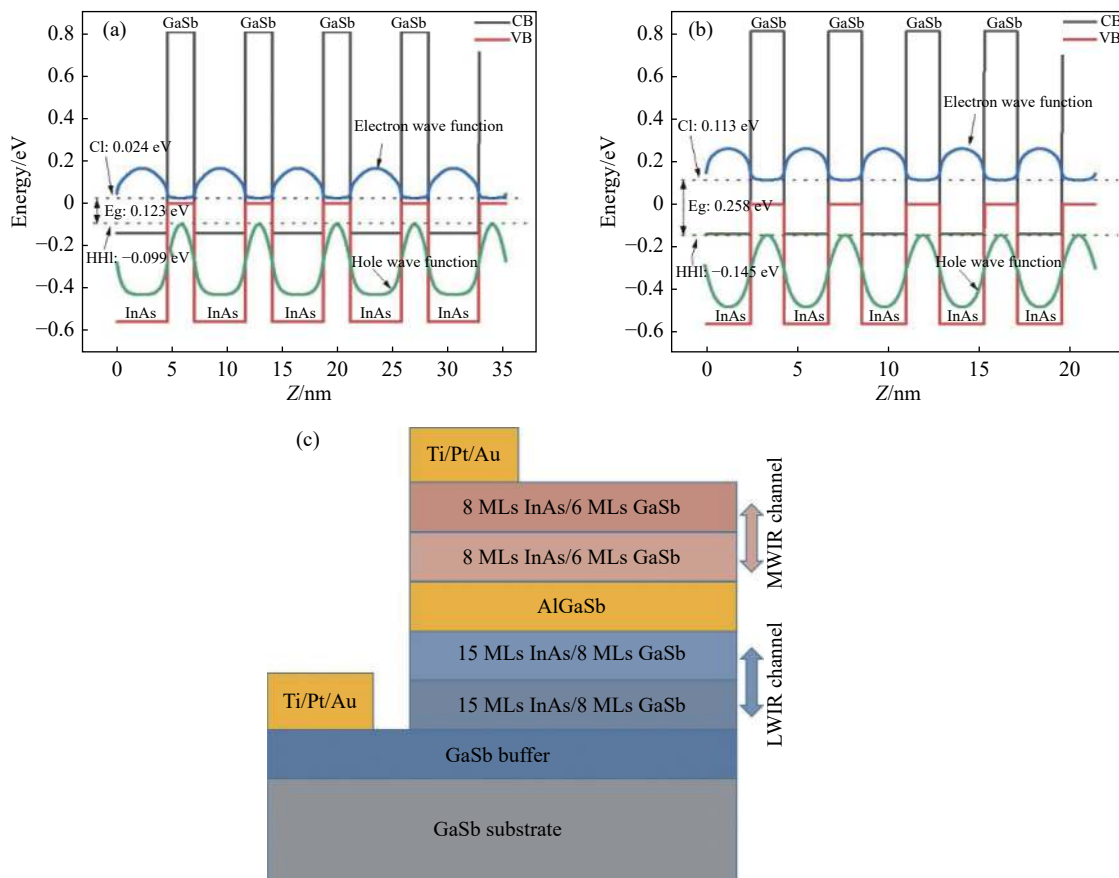 (a)
GaSb GaSb GaSb GaSb
CB
VB
0.8
0.6
0.4
0.2
0
−0.2
−0.4
−0.6
Energy/eV
Electron wave function
Cl: 0.024 eV
Eg: 0.123 eV
HHl: −0.099 eV
Hole wave function
InAs InAs InAs InAs InAs
0 5 10 15 20 25 30 35
Z/nm
(b)
GaSb GaSb GaSb GaSb
CB
VB
0.8
0.6
0.4
0.2
0
−0.2
−0.4
−0.6
Energy/eV
Electron wave function
Cl: 0.113 eV
Eg: 0.258 eV
HHl: −0.145 eV
Hole wave function
InAs InAs InAs InAs InAs
0 5 10 15 20
Z/nm
(c)
Ti/Pt/Au
8 MLs InAs/6 MLs GaSb
8 MLs InAs/6 MLs GaSb
MWIR channel
AlGaSb
15 MLs InAs/8 MLs GaSb
15 MLs InAs/8 MLs GaSb
LWIR channel
Ti/Pt/Au
GaSb buffer
GaSb substrate